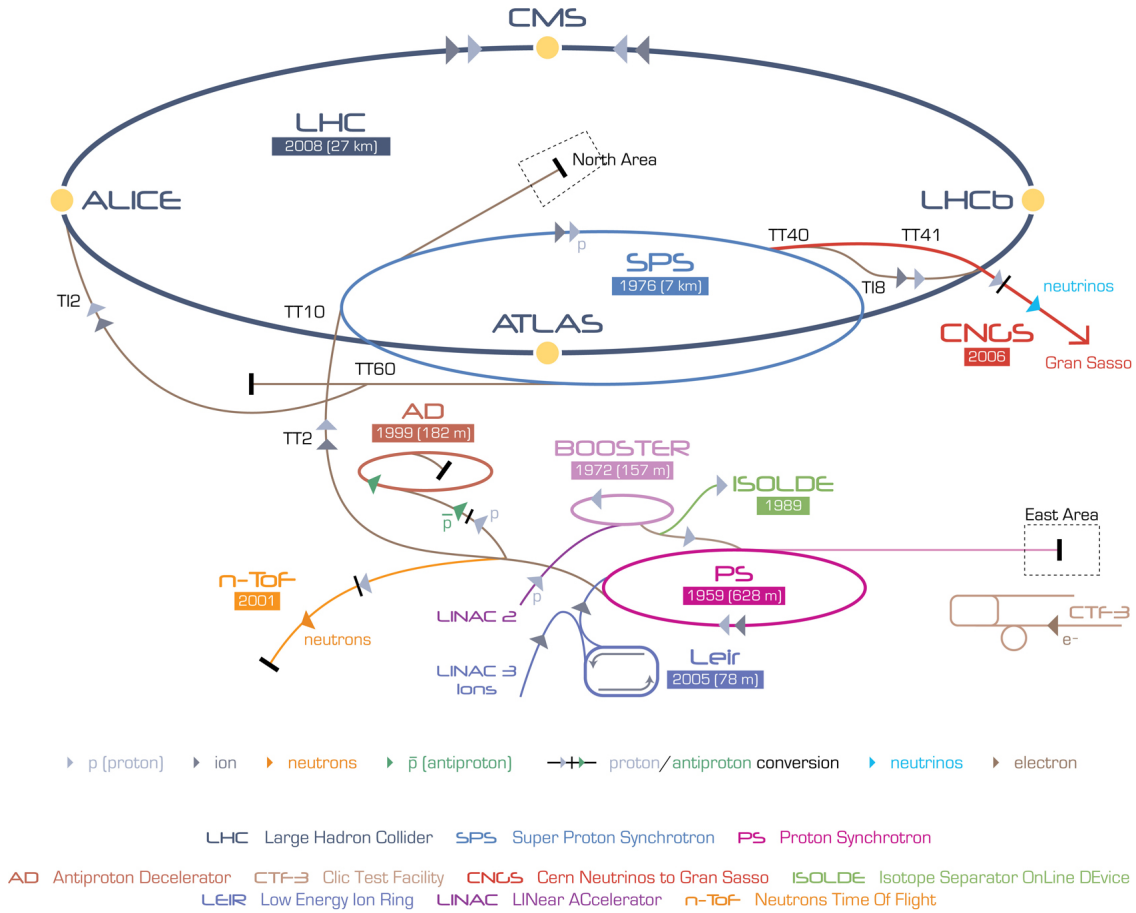 CMS
LHC
2008 (27 km)
North Area
ALICE
LHCb
TT40
TT41
p
SPS
1976 (7 km)
TI8
neutrinos
TI2
TT10
ATLAS
CNGS
2006
Gran Sasso
TT60
AD
1999 (182 m)
TT2
BOOSTER
1972 (157 m)
ISOLDE
1989
p̅
p
East Area
n-ToF
2001
PS
1959 (628 m)
p
LINAC 2
CTF3
e-
neutrons
LINAC 3
Ions
Leir
2005 (78 m)
p (proton) ion neutrons p̅ (antiproton) proton/antiproton conversion neutrinos electron
LHC Large Hadron Collider SPS Super Proton Synchrotron PS Proton Synchrotron
AD Antiproton Decelerator CTF-3 Clic Test Facility CNGS Cern Neutrinos to Gran Sasso ISOLDE Isotope Separator OnLine DEvice
LEIR Low Energy Ion Ring LINAC LINear ACcelerator n-ToF Neutrons Time Of Flight